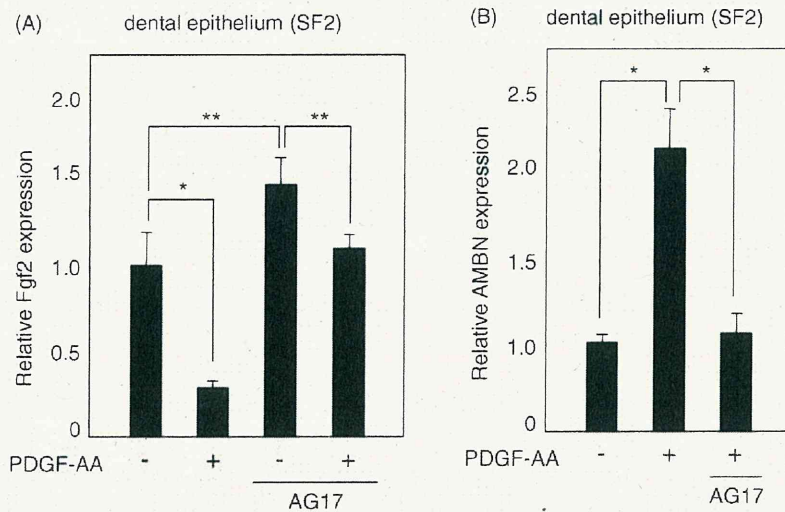 (A) dental epithelium (SF2)
Relative Fgf2 expression
2.0
1.5
1.0
0.5
0
**
**
*
PDGF-AA - + - +
AG17
(B) dental epithelium (SF2)
Relative AMBN expression
2.5
2.0
1.5
1.0
0
*
*
PDGF-AA - + +
AG17